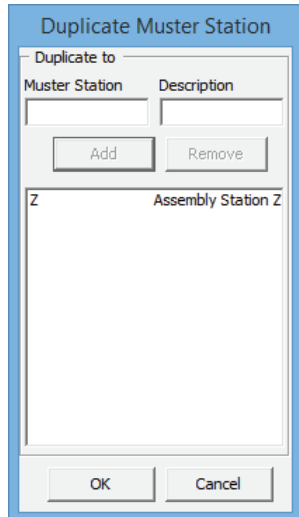 Duplicate Muster Station
Duplicate to
Muster Station Description
Add Remove
Z Assembly Station Z
OK Cancel